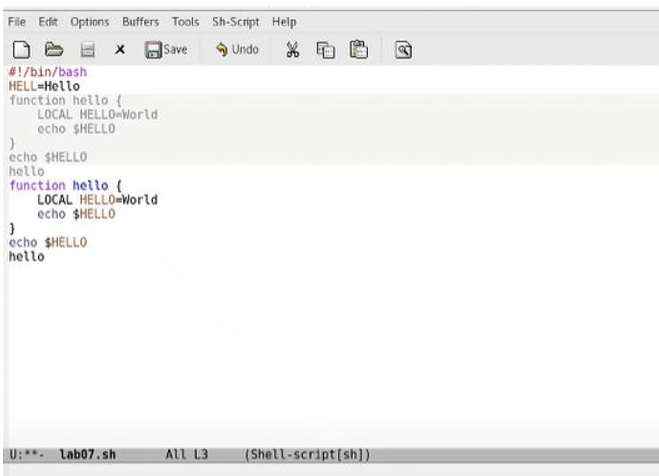 File Edit Options Buffers Tools Sh-Script Help
Save Undo
#!/bin/bash
HELL=Hello
function hello {
    LOCAL HELLO=World
    echo $HELLO
}
echo $HELLO
hello
function hello {
    LOCAL HELLO=World
    echo $HELLO
}
echo $HELLO
hello
U:**- lab07.sh All L3 (Shell-script[sh])